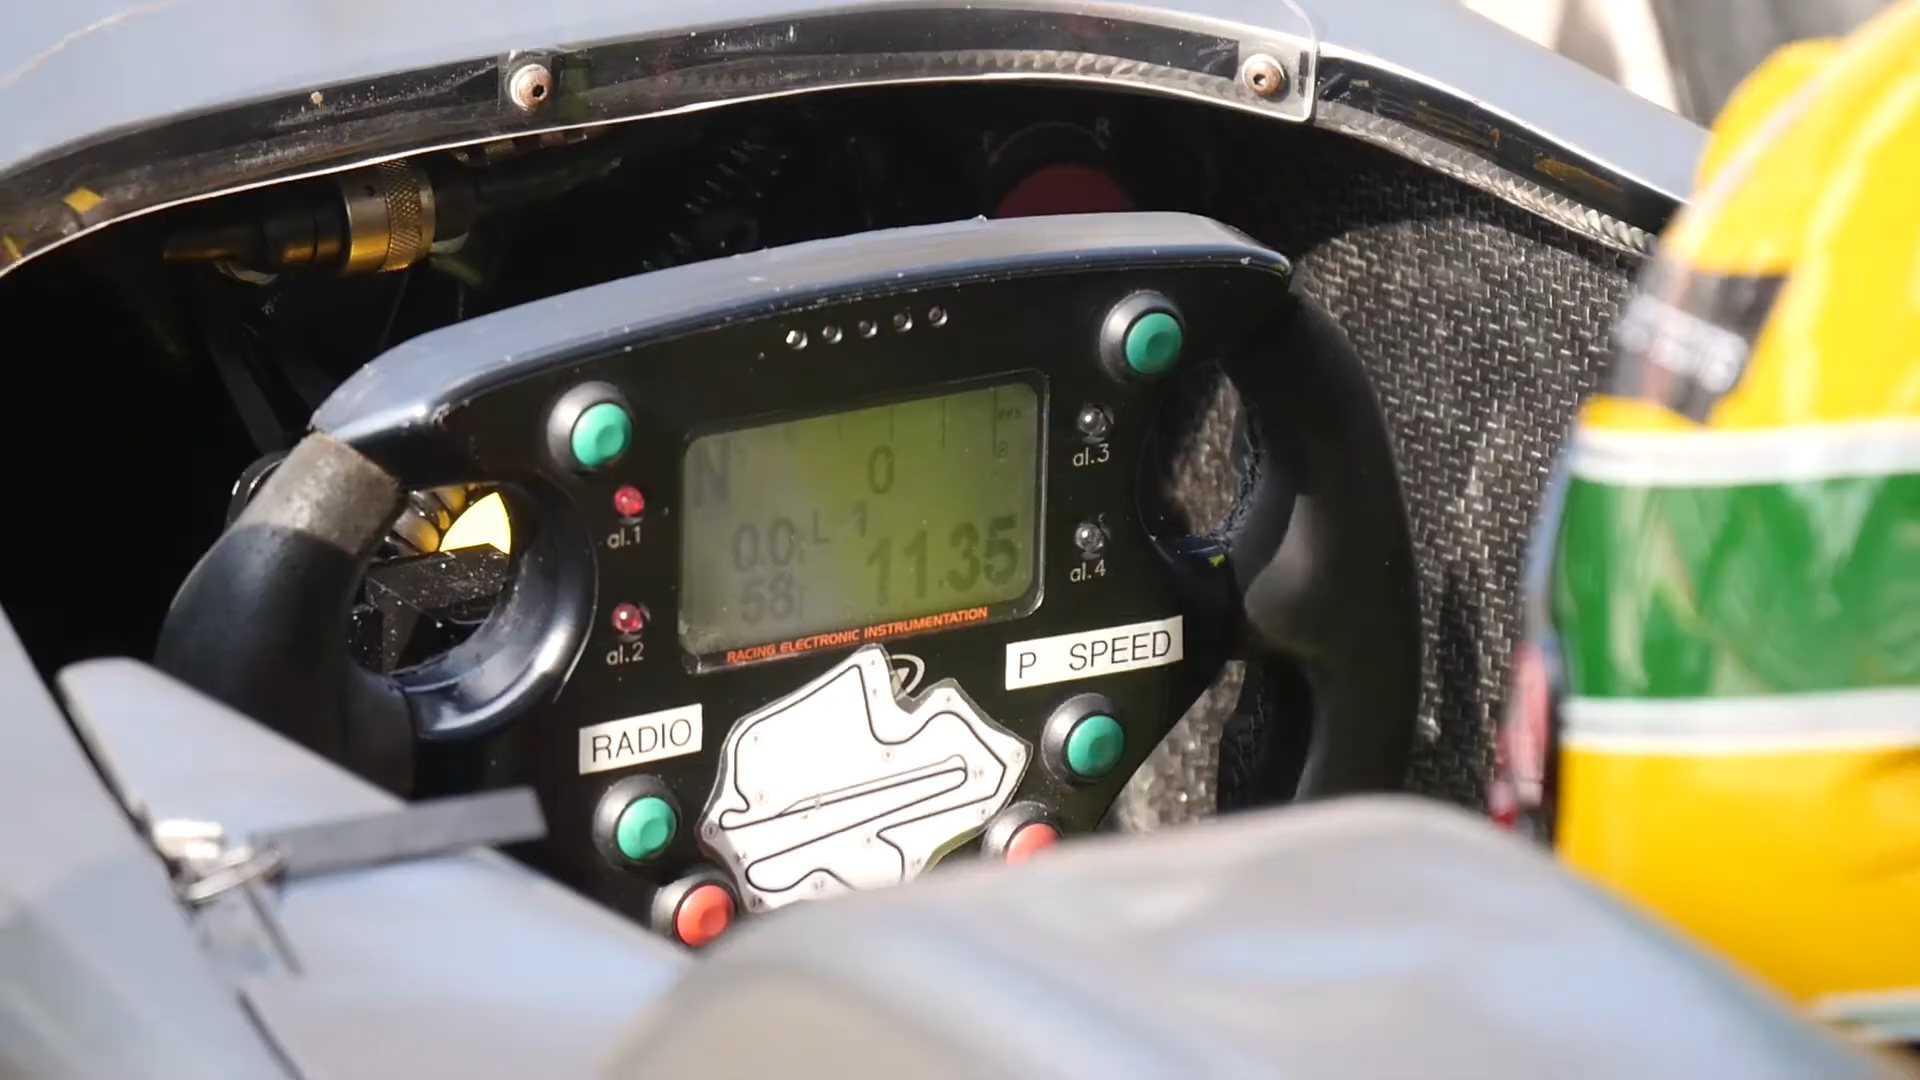 R
al.3
al.1
N 0
0.0 L -1
58 11.35
al.4
al.2
RACING ELECTRONIC INSTRUMENTATION
P SPEED
RADIO